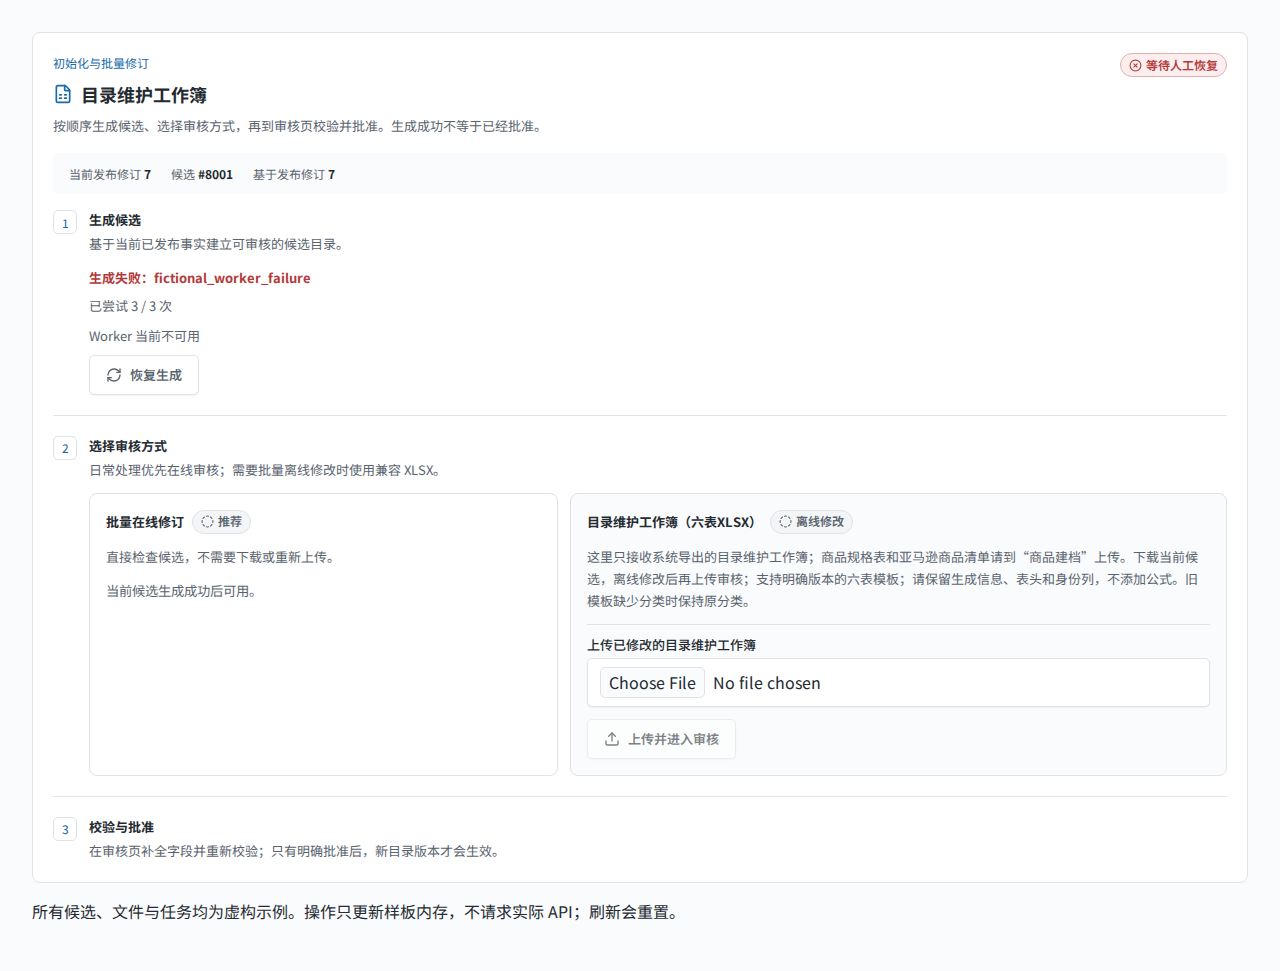 初始化与批量修订
等待人工恢复
目录维护工作簿
按顺序生成候选、选择审核方式，再到审核页校验并批准。生成成功不等于已经批准。
当前发布修订 7 候选 #8001 基于发布修订 7
1 生成候选
基于当前已发布事实建立可审核的候选目录。
生成失败：fictional_worker_failure
已尝试 3 / 3 次
Worker 当前不可用
恢复生成
2 选择审核方式
日常处理优先在线审核；需要批量离线修改时使用兼容 XLSX。
批量在线修订 推荐
直接检查候选，不需要下载或重新上传。
当前候选生成成功后可用。
目录维护工作簿（六表XLSX） 离线修改
这里只接收系统导出的目录维护工作簿；商品规格表和亚马逊商品清单请到“商品建档”上传。下载当前候
选，离线修改后再上传审核；支持明确版本的六表模板；请保留生成信息、表头和身份列，不添加公式。旧
模板缺少分类时保持原分类。
上传已修改的目录维护工作簿
Choose File No file chosen
上传并进入审核
3 校验与批准
在审核页补全字段并重新校验；只有明确批准后，新目录版本才会生效。
所有候选、文件与任务均为虚构示例。操作只更新样板内存，不请求实际 API；刷新会重置。